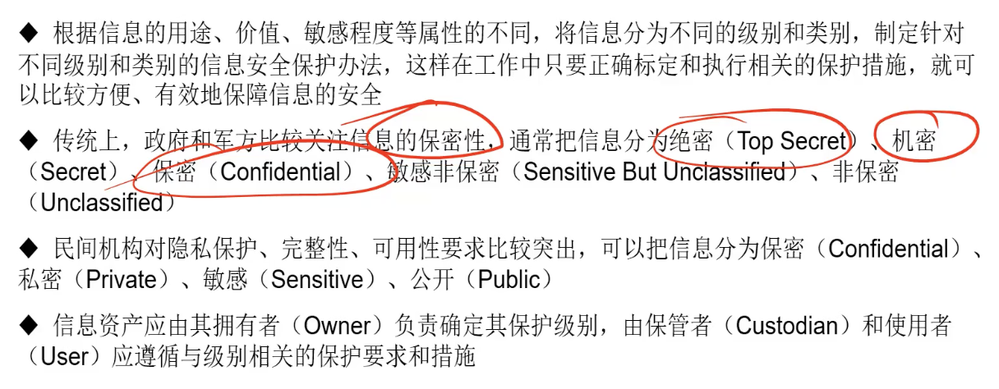 ◆ 根据信息的用途、价值、敏感程度等属性的不同，将信息分为不同的级别和类别，制定针对
不同级别和类别的信息安全保护办法，这样在工作中只要正确标定和执行相关的保护措施，就可
以比较方便、有效地保障信息的安全
◆ 传统上，政府和军方比较关注信息的保密性，通常把信息分为绝密（Top Secret）、机密
（Secret）、保密（Confidential）、敏感非保密（Sensitive But Unclassified）、非保密
（Unclassified）
◆ 民间机构对隐私保护、完整性、可用性要求比较突出，可以把信息分为保密（Confidential）、
私密（Private）、敏感（Sensitive）、公开（Public）
◆ 信息资产应由其拥有者（Owner）负责确定其保护级别，由保管者（Custodian）和使用者
（User）应遵循与级别相关的保护要求和措施